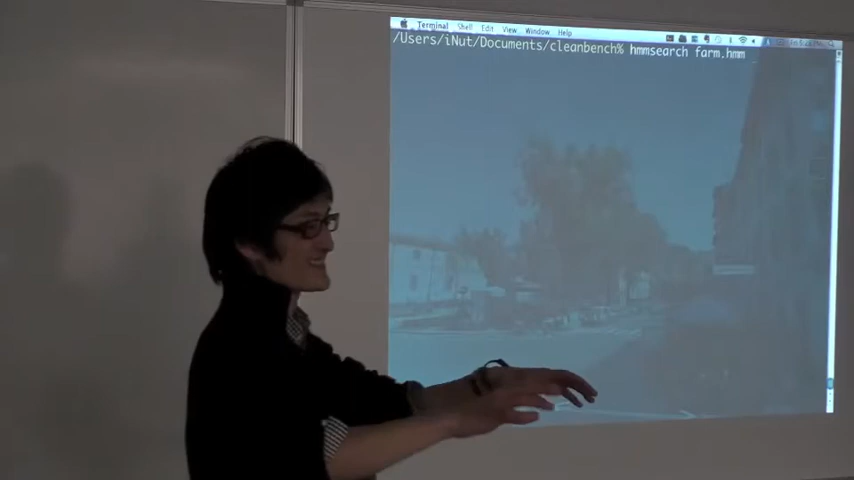 Terminal Shell Edit View Window Help
/Users/iNut/Documents/cleanbench% hmmsearch farm.hmm